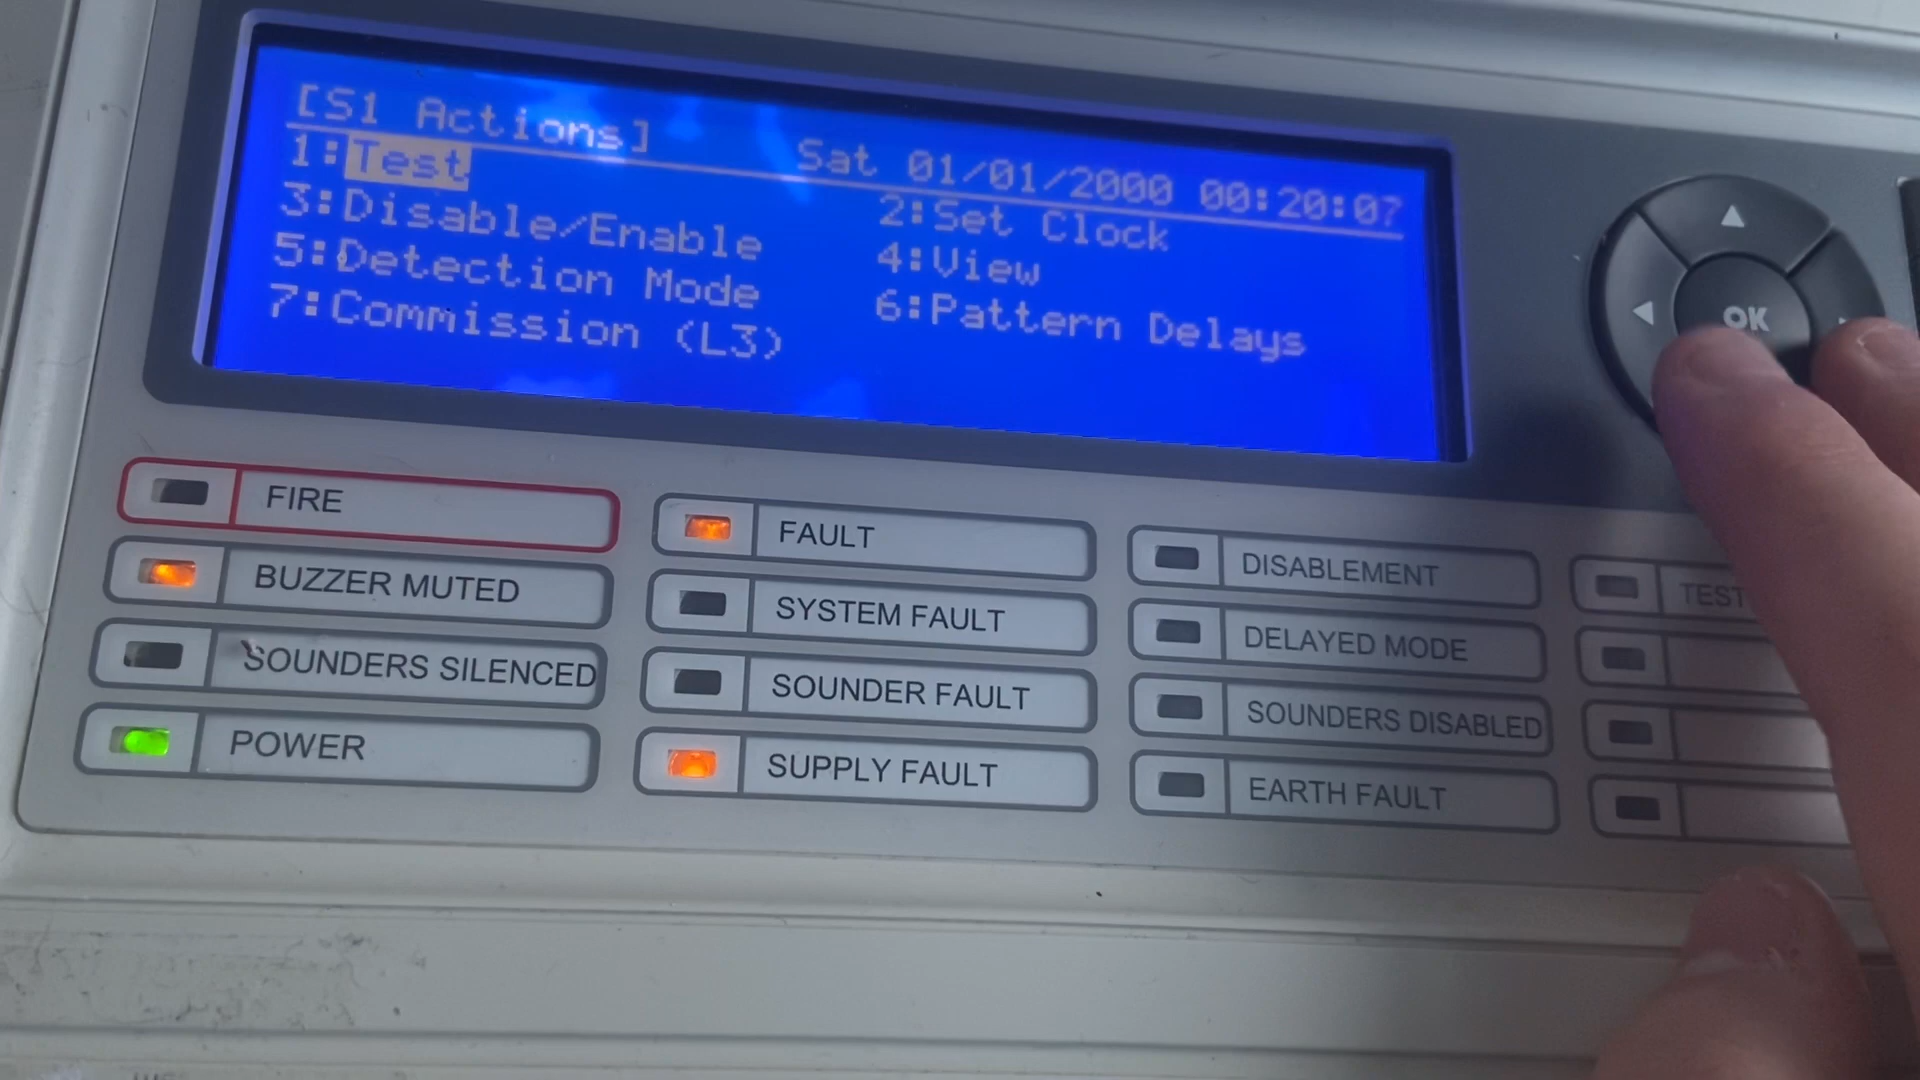 [S1 Actions] Sat 01/01/2000 00:20:07
1:Test 2:Set Clock
3:Disable/Enable 4:View
5:Detection Mode 6:Pattern Delays
7:Commission (L3)
OK
FIRE FAULT DISABLEMENT TEST
BUZZER MUTED SYSTEM FAULT DELAYED MODE
SOUNDERS SILENCED SOUNDER FAULT SOUNDERS DISABLED
POWER SUPPLY FAULT EARTH FAULT